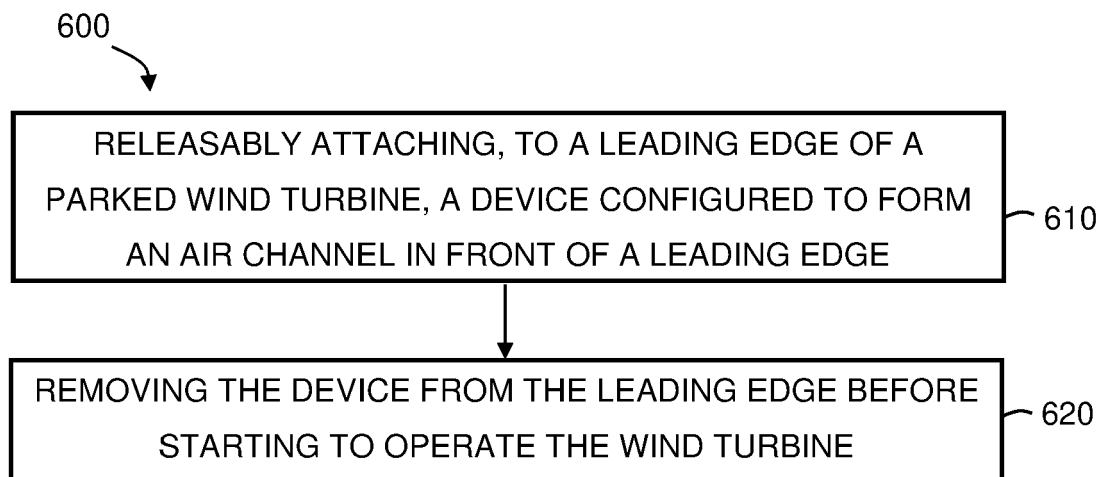 600
RELEASABLY ATTACHING, TO A LEADING EDGE OF A
PARKED WIND TURBINE, A DEVICE CONFIGURED TO FORM
AN AIR CHANNEL IN FRONT OF A LEADING EDGE
610
REMOVING THE DEVICE FROM THE LEADING EDGE BEFORE
STARTING TO OPERATE THE WIND TURBINE
620